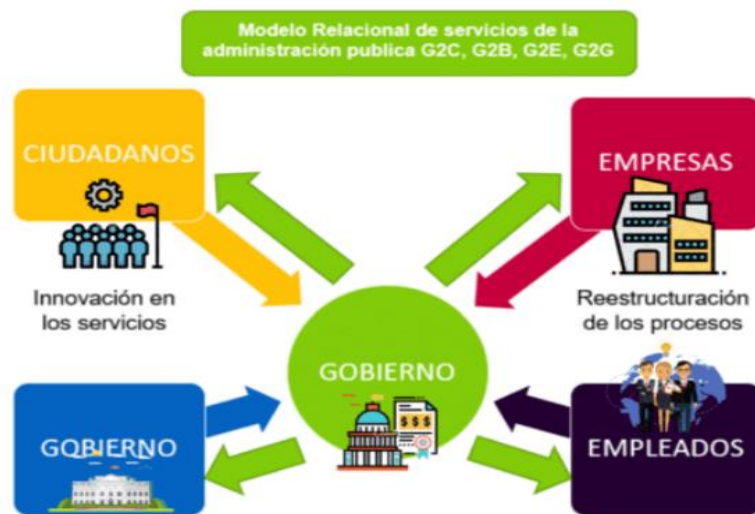 Modelo Relacional de servicios de la
administración publica G2C, G2B, G2E, G2G
CIUDADANOS
EMPRESAS
Innovación en
los servicios
Reestructuración
de los procesos
GOBIERNO
$ $ $
GOBIERNO
EMPLEADOS